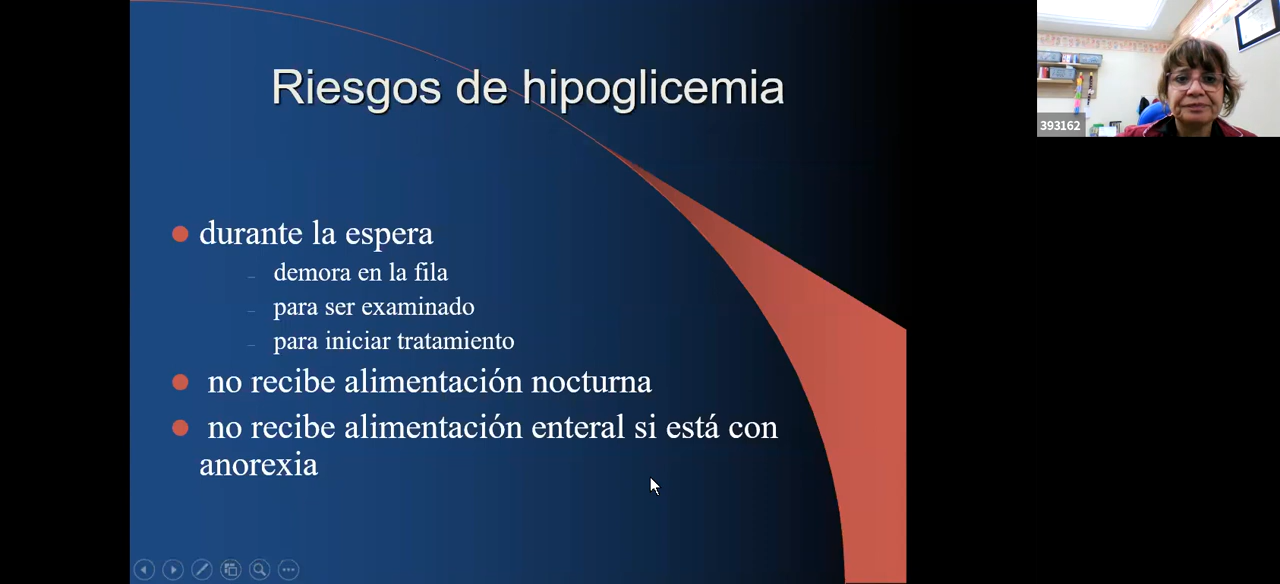 Riesgos de hipoglicemia
durante la espera
demora en la fila
para ser examinado
para iniciar tratamiento
no recibe alimentación nocturna
no recibe alimentación enteral si está con
anorexia
393162